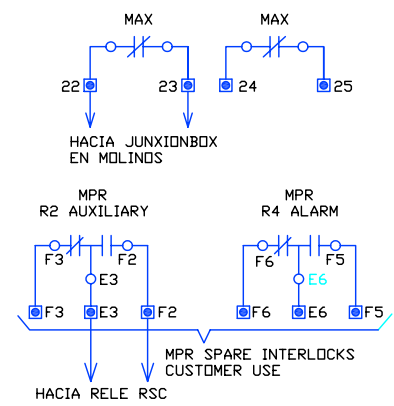 MAX MAX
22 23 24 25
HACIA JUNXIONBOX
EN MOLINOS
MPR MPR
R2 AUXILIARY R4 ALARM
F3 F2 F6 F5
E3 E6
F3 E3 F2 F6 E6 F5
MPR SPARE INTERLOCKS
CUSTOMER USE
HACIA RELE RSC